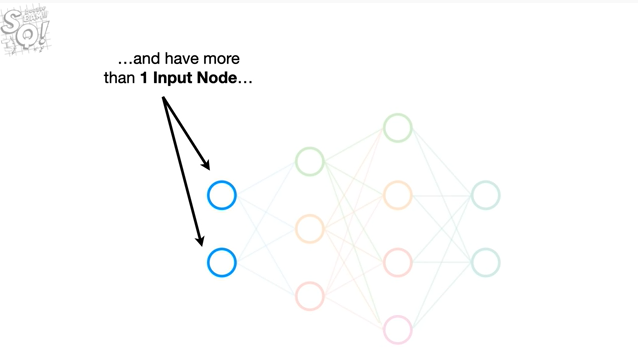 …and have more
than 1 Input Node…